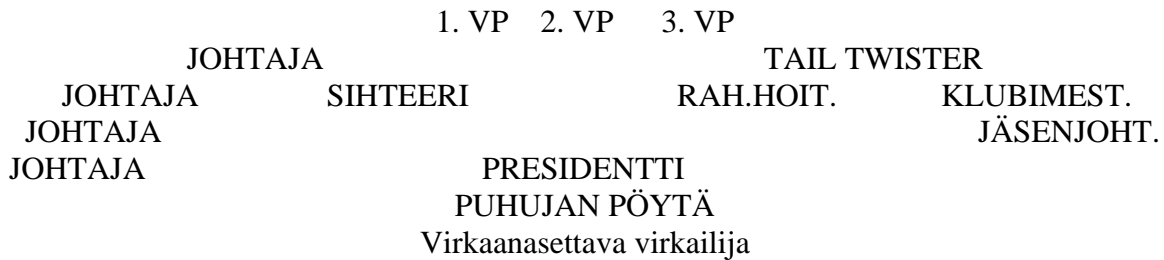 1. VP 2. VP 3. VP
JOHTAJA TAIL TWISTER
JOHTAJA SIHTEERI RAH.HOIT. KLUBIMEST.
JOHTAJA JÄSENJOHT.
JOHTAJA PRESIDENTTI
PUHUJAN PÖYTÄ
Virkaanasettava virkailija